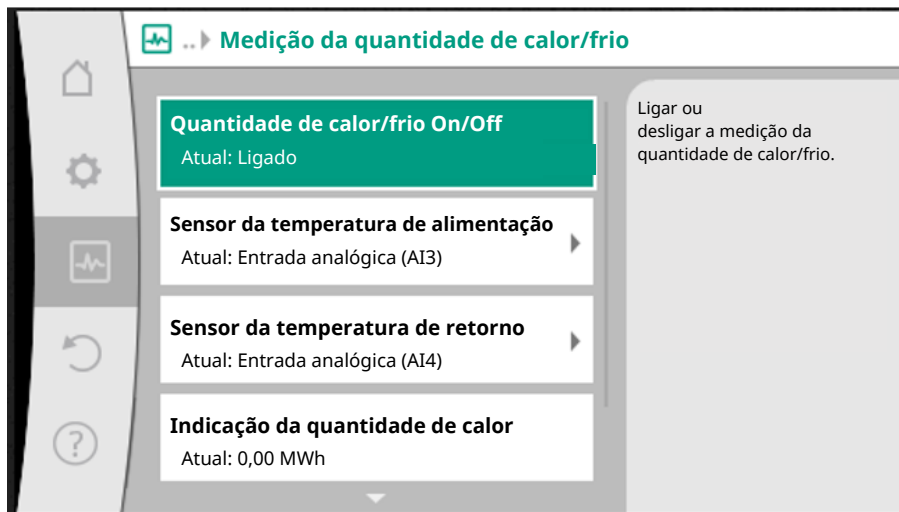 ..▸ Medição da quantidade de calor/frio
Quantidade de calor/frio On/Off
Atual: Ligado
Sensor da temperatura de alimentação
Atual: Entrada analógica (AI3)
Sensor da temperatura de retorno
Atual: Entrada analógica (AI4)
Indicação da quantidade de calor
Atual: 0,00 MWh
Ligar ou
desligar a medição da
quantidade de calor/frio.
?